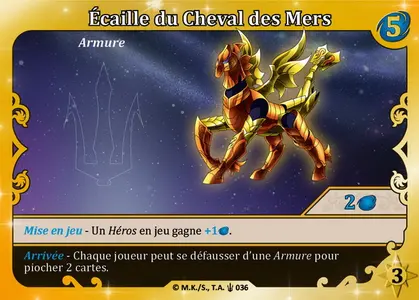 Écaille du Cheval des Mers
5
Armure
2
Mise en jeu - Un Héros en jeu gagne +1
Arrivée - Chaque joueur peut se défausser d'une Armure pour
piocher 2 cartes.
3
© M.K./S., T.A. 036